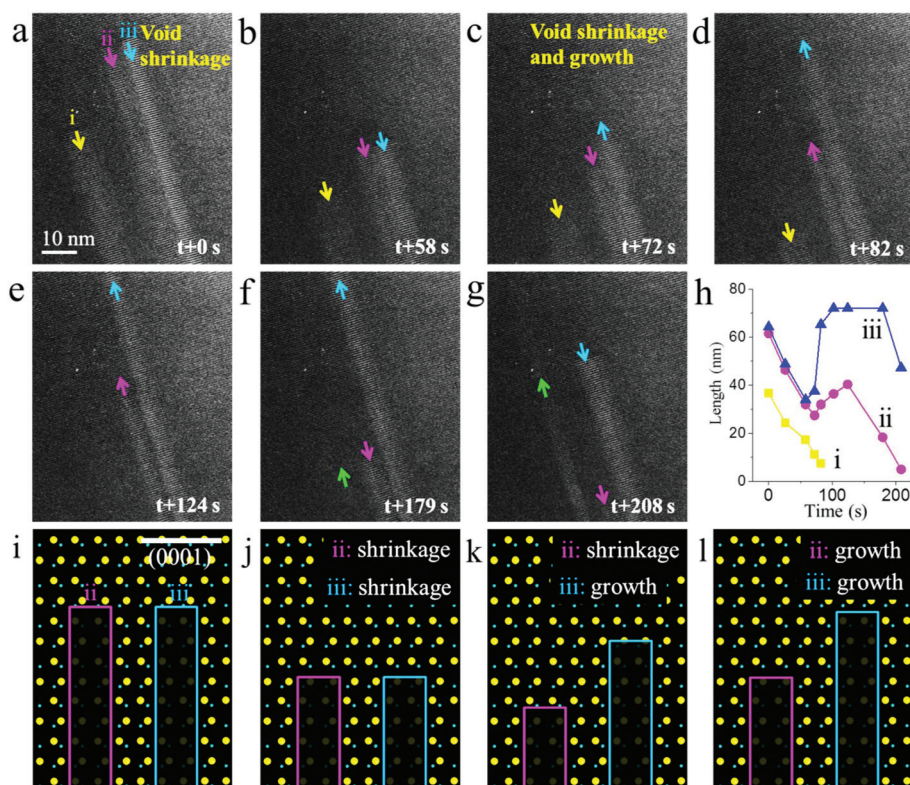 a
ii
iii
Void
shrinkage
i
10 nm
t+0 s
b
t+58 s
c
Void shrinkage
and growth
t+72 s
d
t+82 s
e
t+124 s
f
t+179 s
g
t+208 s
h
80
60
40
20
0
Length (nm)
iii
ii
i
0
100
200
Time (s)
i
(0001)
ii
iii
j
ii: shrinkage
iii: shrinkage
k
ii: shrinkage
iii: growth
l
ii: growth
iii: growth